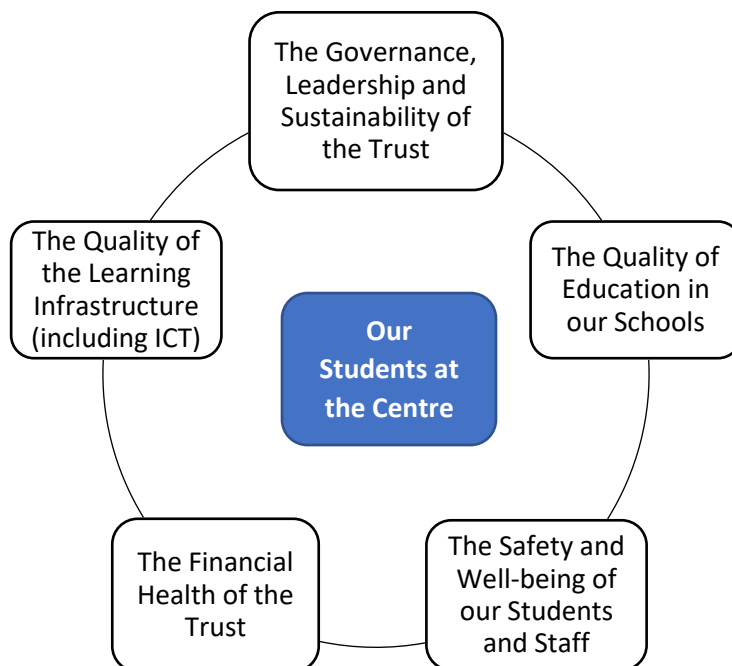 The Governance,
Leadership and
Sustainability of
the Trust
The Quality of
the Learning
Infrastructure
(including ICT)
The Quality of
Education in
our Schools
Our
Students at
the Centre
The Financial
Health of the
Trust
The Safety and
Well-being of
our Students
and Staff